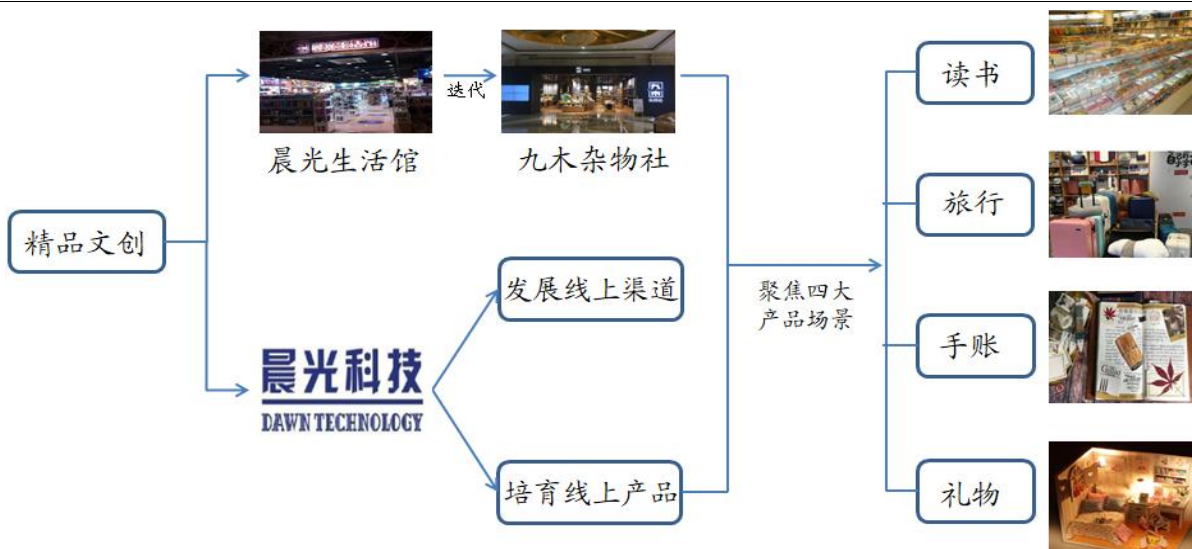 精品文创
迭代
晨光生活馆
九木杂物社
晨光科技
DAWN TECHNOLOGY
发展线上渠道
培育线上产品
聚焦四大
产品场景
读书
旅行
手账
礼物